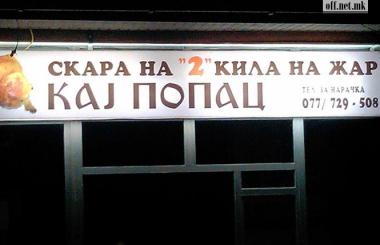 off.net.mk
СКАРА НА "2" КИЛА НА ЖАР
КАЈ ПОПАЦ
ТЕЛ. ЗА НАРАЧКА
077/ 729 - 508